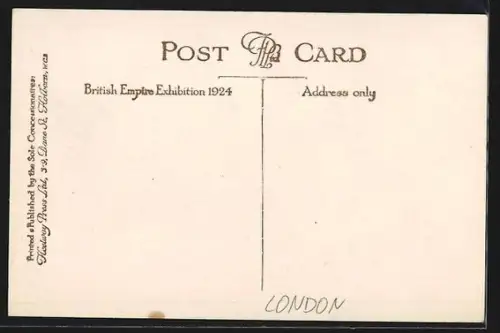 POST CARD
British Empire Exhibition 1924
Address only
Printed & Published by the Sole Concessionaires:
Fleetway Press Ltd, 3-9, Dane St, Holborn, WC2
LONDON